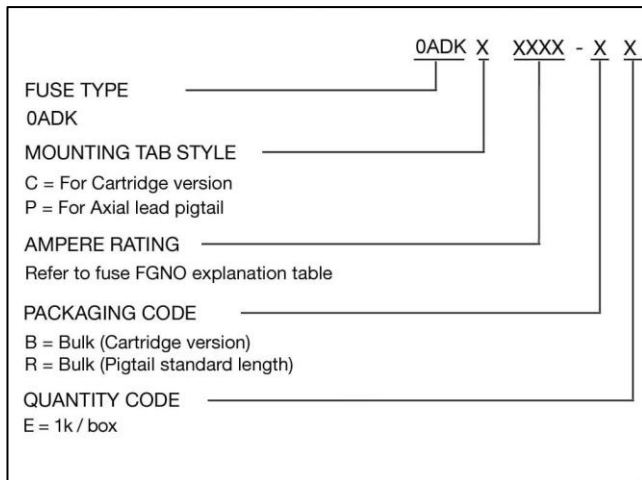 0ADK X XXXX - X X
FUSE TYPE
0ADK
MOUNTING TAB STYLE
C = For Cartridge version
P = For Axial lead pigtail
AMPERE RATING
Refer to fuse FGNO explanation table
PACKAGING CODE
B = Bulk (Cartridge version)
R = Bulk (Pigtail standard length)
QUANTITY CODE
E = 1k / box